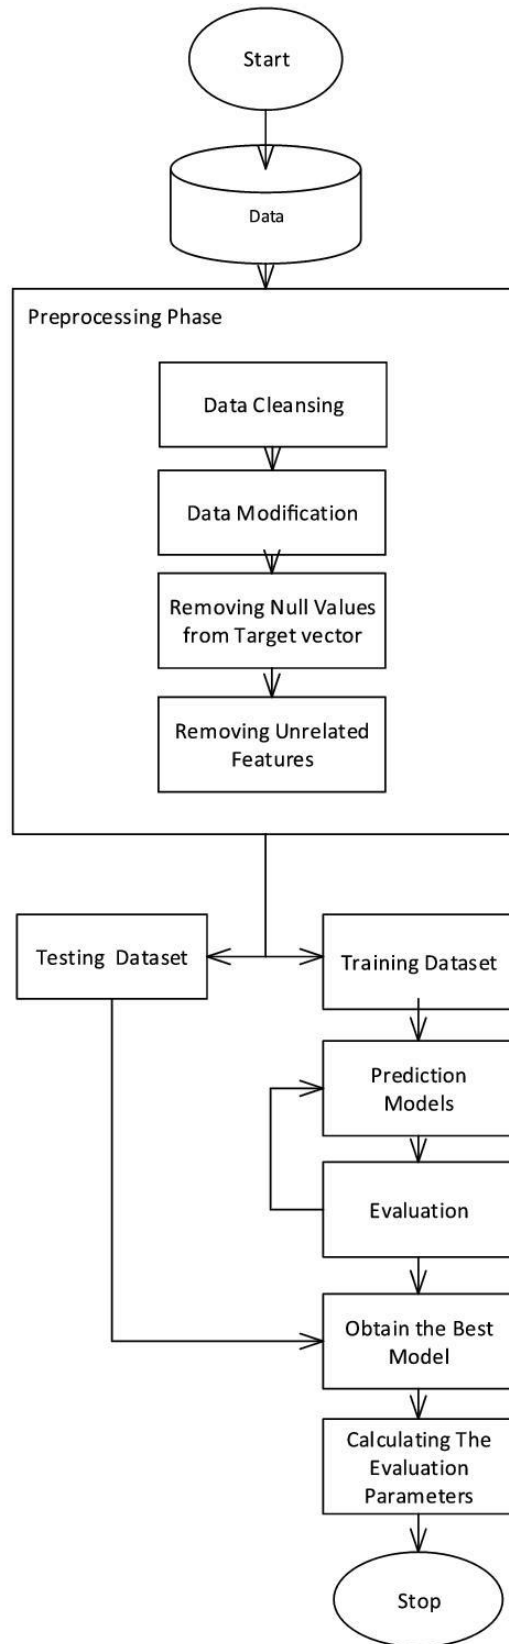 Start
Data
Preprocessing Phase
Data Cleansing
Data Modification
Removing Null Values
from Target vector
Removing Unrelated
Features
Testing Dataset
Training Dataset
Prediction
Models
Evaluation
Obtain the Best
Model
Calculating The
Evaluation
Parameters
Stop